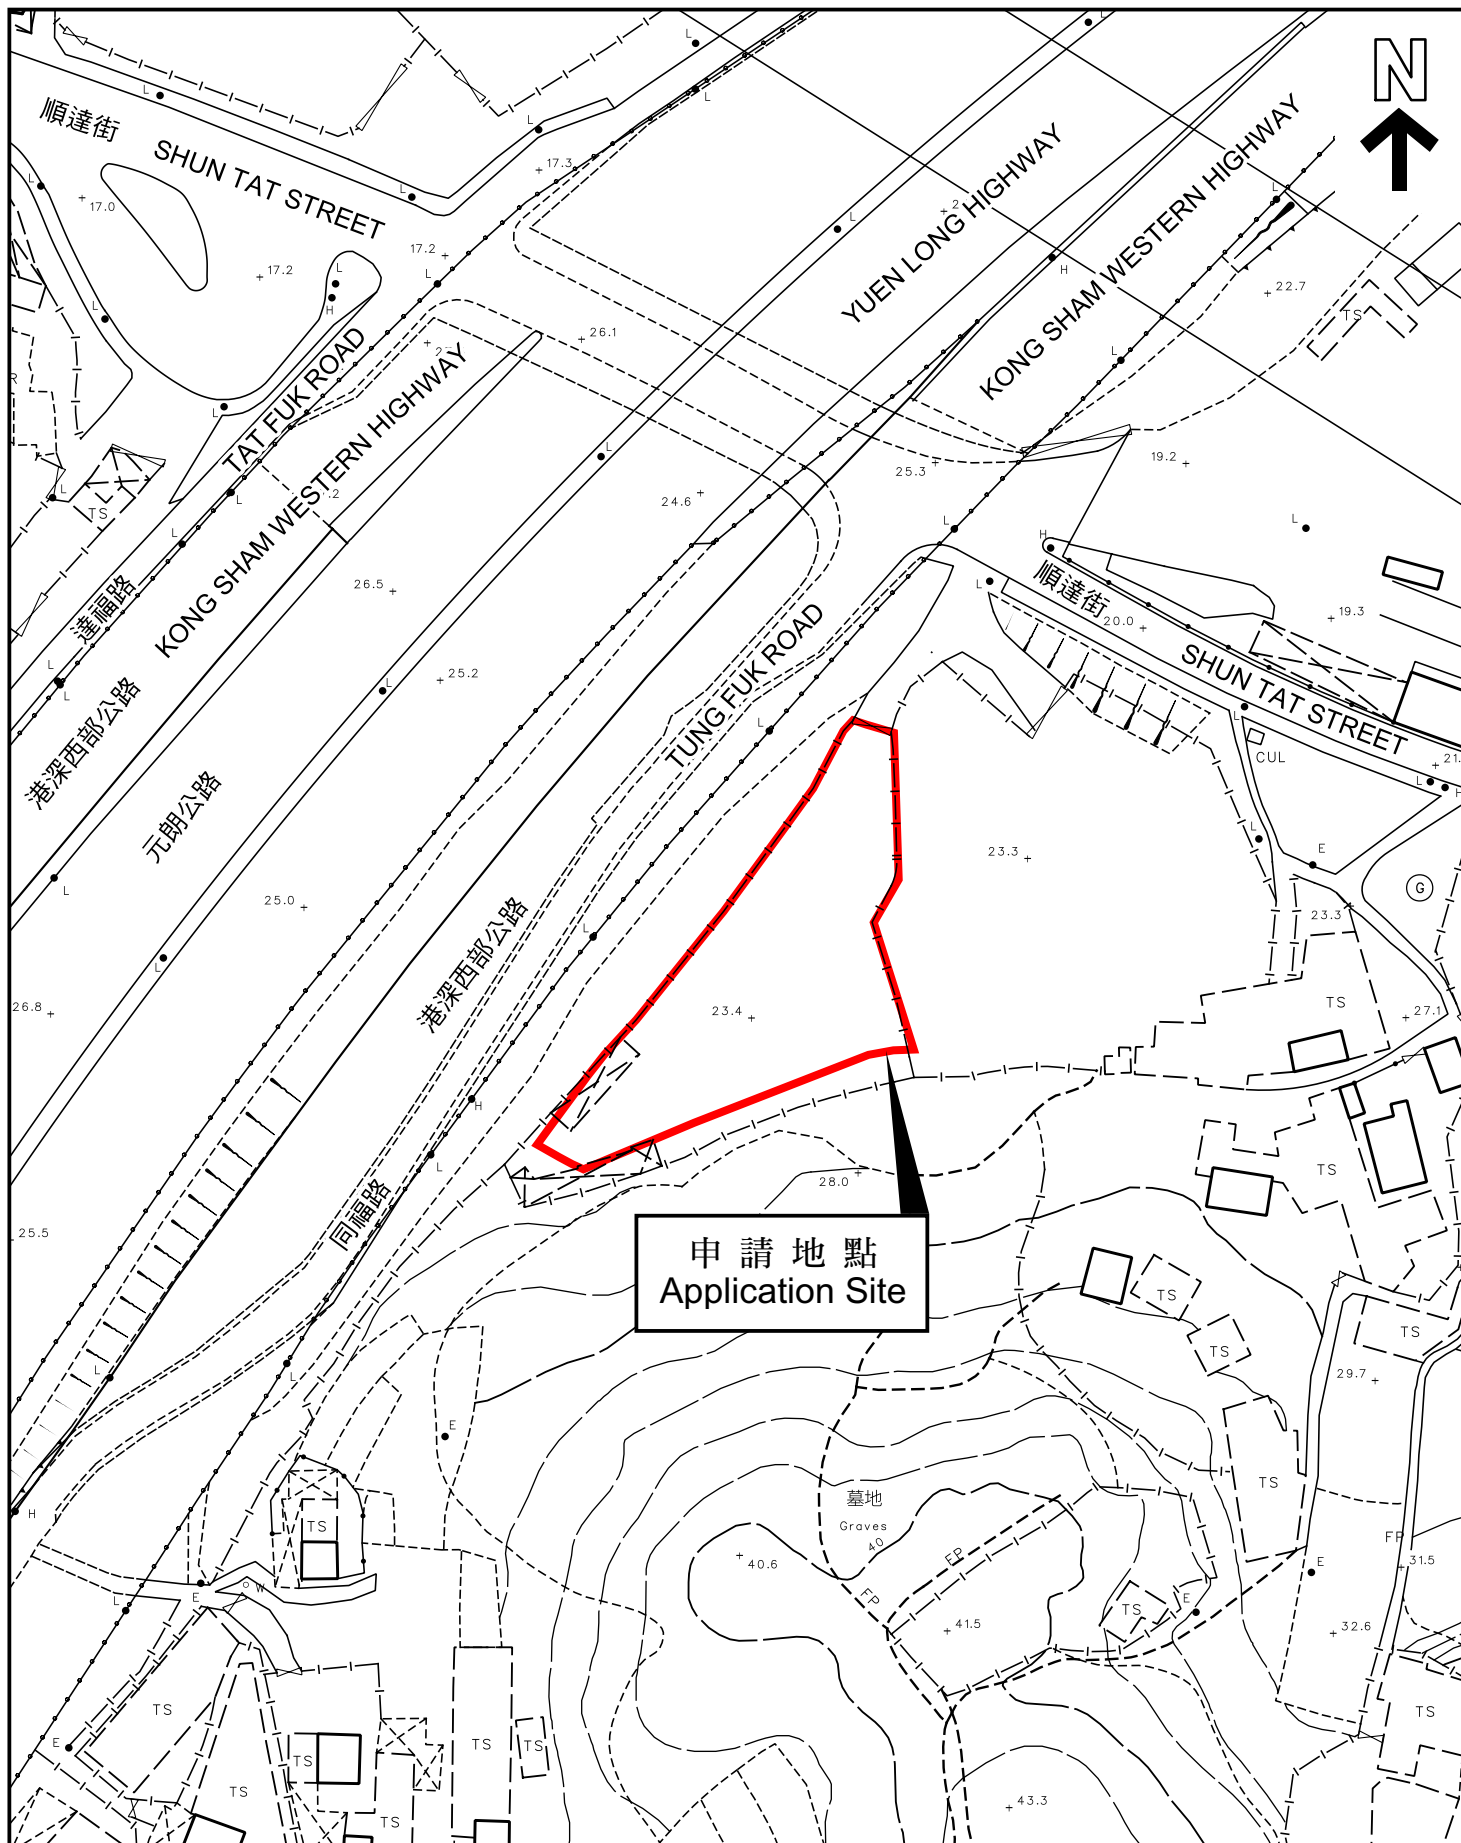 N
順達街
SHUN TAT STREET
YUEN LONG HIGHWAY
KONG SHAM WESTERN HIGHWAY
17.3
17.0
17.2
17.2
26.1
22.7
TS
TAT FUK ROAD
KONG SHAM WESTERN HIGHWAY
25.3
19.2
24.6
TS
26.5
25.2
達福路
港深西部公路
元朗公路
TUNG FUK ROAD
順達街
20.0
19.3
SHUN TAT STREET
CUL
23.3
E
G
23.3
25.0
港深西部公路
26.8
23.4
TS
27.1
H
28.0
TS
25.5
同福路
申請地點
Application Site
TS
TS
TS
29.7
E
TS
墓地
Graves
40
TS
FP
FP
FP
40.6
31.5
E
E
W
TS
E
41.5
32.6
TS
TS
TS
TS
TS
E
TS
TS
43.3